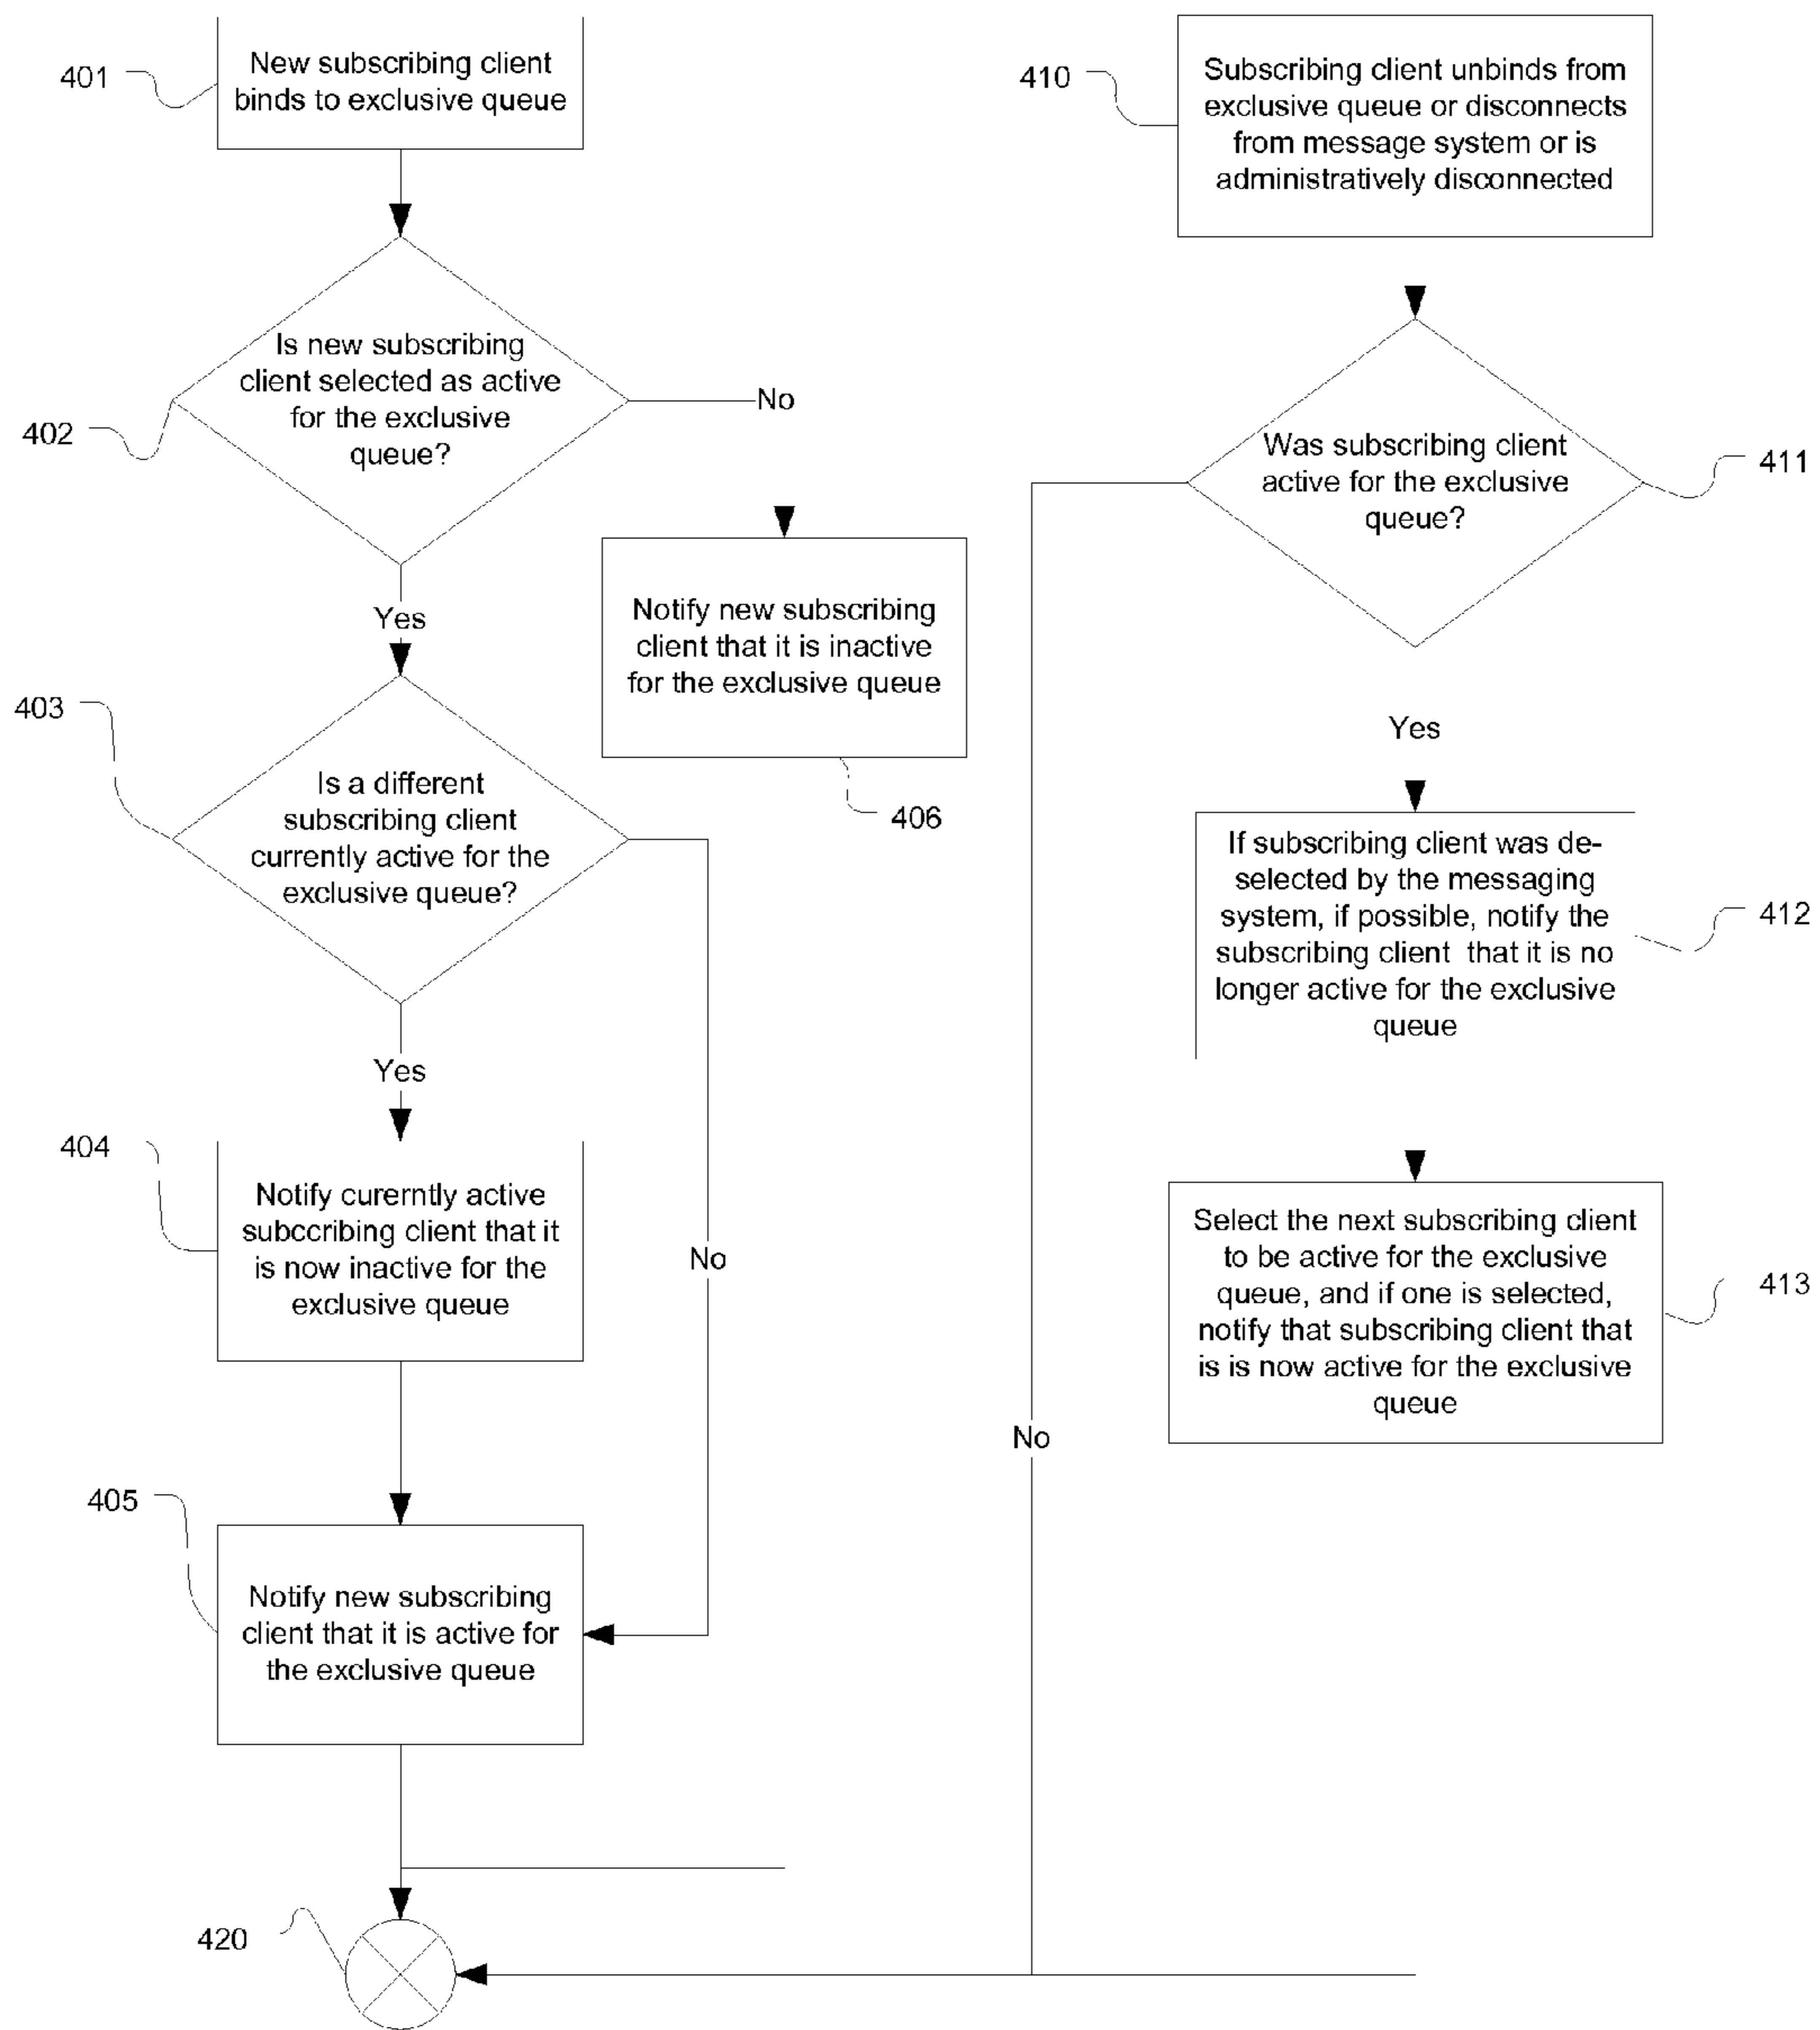 401
New subscribing client
binds to exclusive queue
402
Is new subscribing
client selected as active
for the exclusive
queue?
No
Yes
406
Notify new subscribing
client that it is inactive
for the exclusive queue
403
Is a different
subscribing client
currently active for the
exclusive queue?
Yes
No
404
Notify curerntly active
subccribing client that it
is now inactive for the
exclusive queue
405
Notify new subscribing
client that it is active for
the exclusive queue
420
410
Subscribing client unbinds from
exclusive queue or disconnects
from message system or is
administratively disconnected
411
Was subscribing client
active for the exclusive
queue?
Yes
No
412
If subscribing client was de-
selected by the messaging
system, if possible, notify the
subscribing client that it is no
longer active for the exclusive
queue
413
Select the next subscribing client
to be active for the exclusive
queue, and if one is selected,
notify that subscribing client that
is is now active for the exclusive
queue